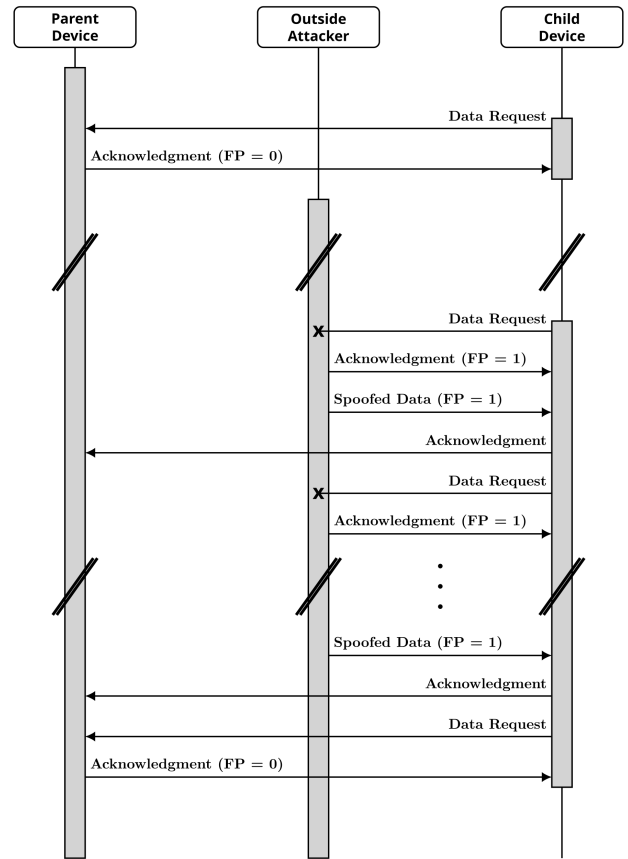 Parent
Device
Outside
Attacker
Child
Device
Data Request
Acknowledgment (FP = 0)
Data Request
x
Acknowledgment (FP = 1)
Spoofed Data (FP = 1)
Acknowledgment
Data Request
x
Acknowledgment (FP = 1)
Spoofed Data (FP = 1)
Acknowledgment
Data Request
Acknowledgment (FP = 0)